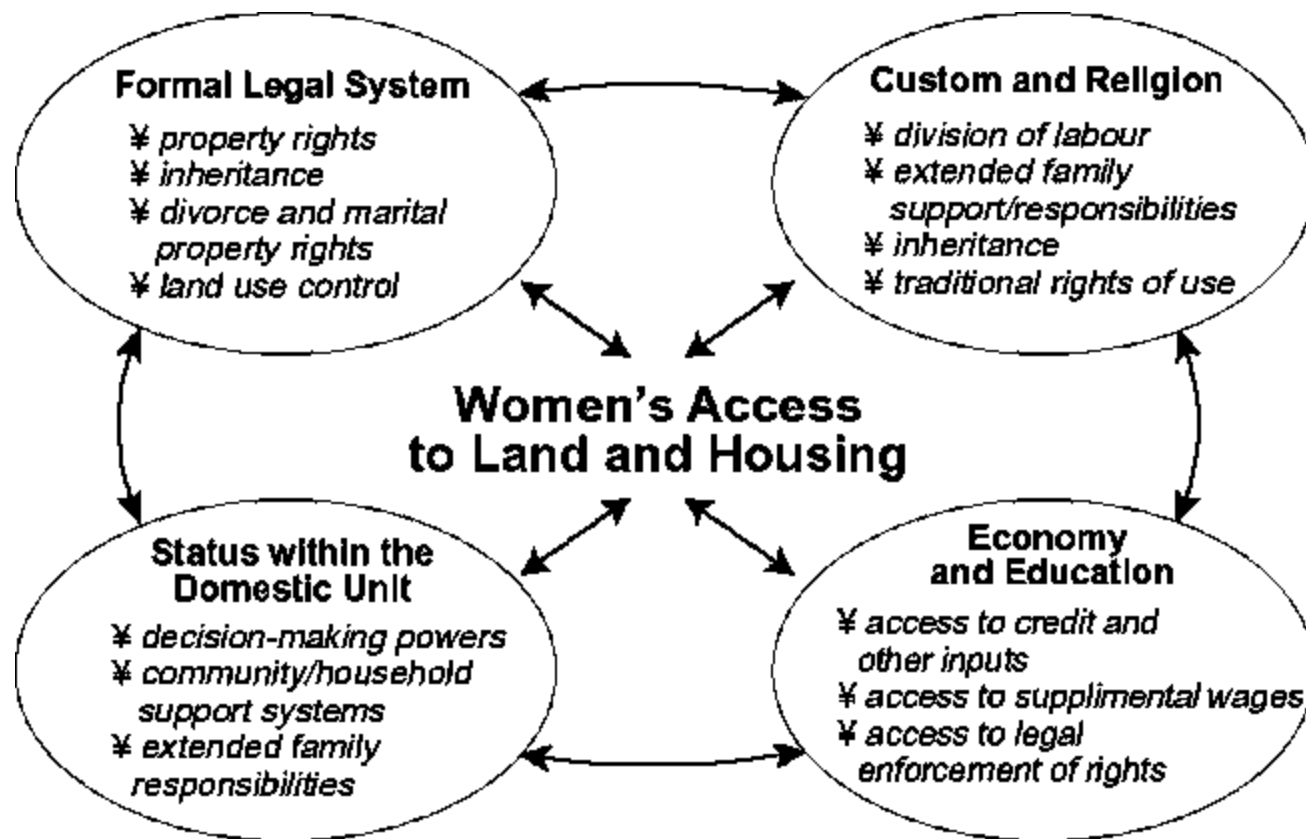 Formal Legal System
¥ property rights
¥ inheritance
¥ divorce and marital
property rights
¥ land use control
Custom and Religion
¥ division of labour
¥ extended family
support/responsibilities
¥ inheritance
¥ traditional rights of use
Women's Access
to Land and Housing
Status within the
Domestic Unit
¥ decision-making powers
¥ community/household
support systems
¥ extended family
responsibilities
Economy
and Education
¥ access to credit and
other inputs
¥ access to supplimental wages
¥ access to legal
enforcement of rights